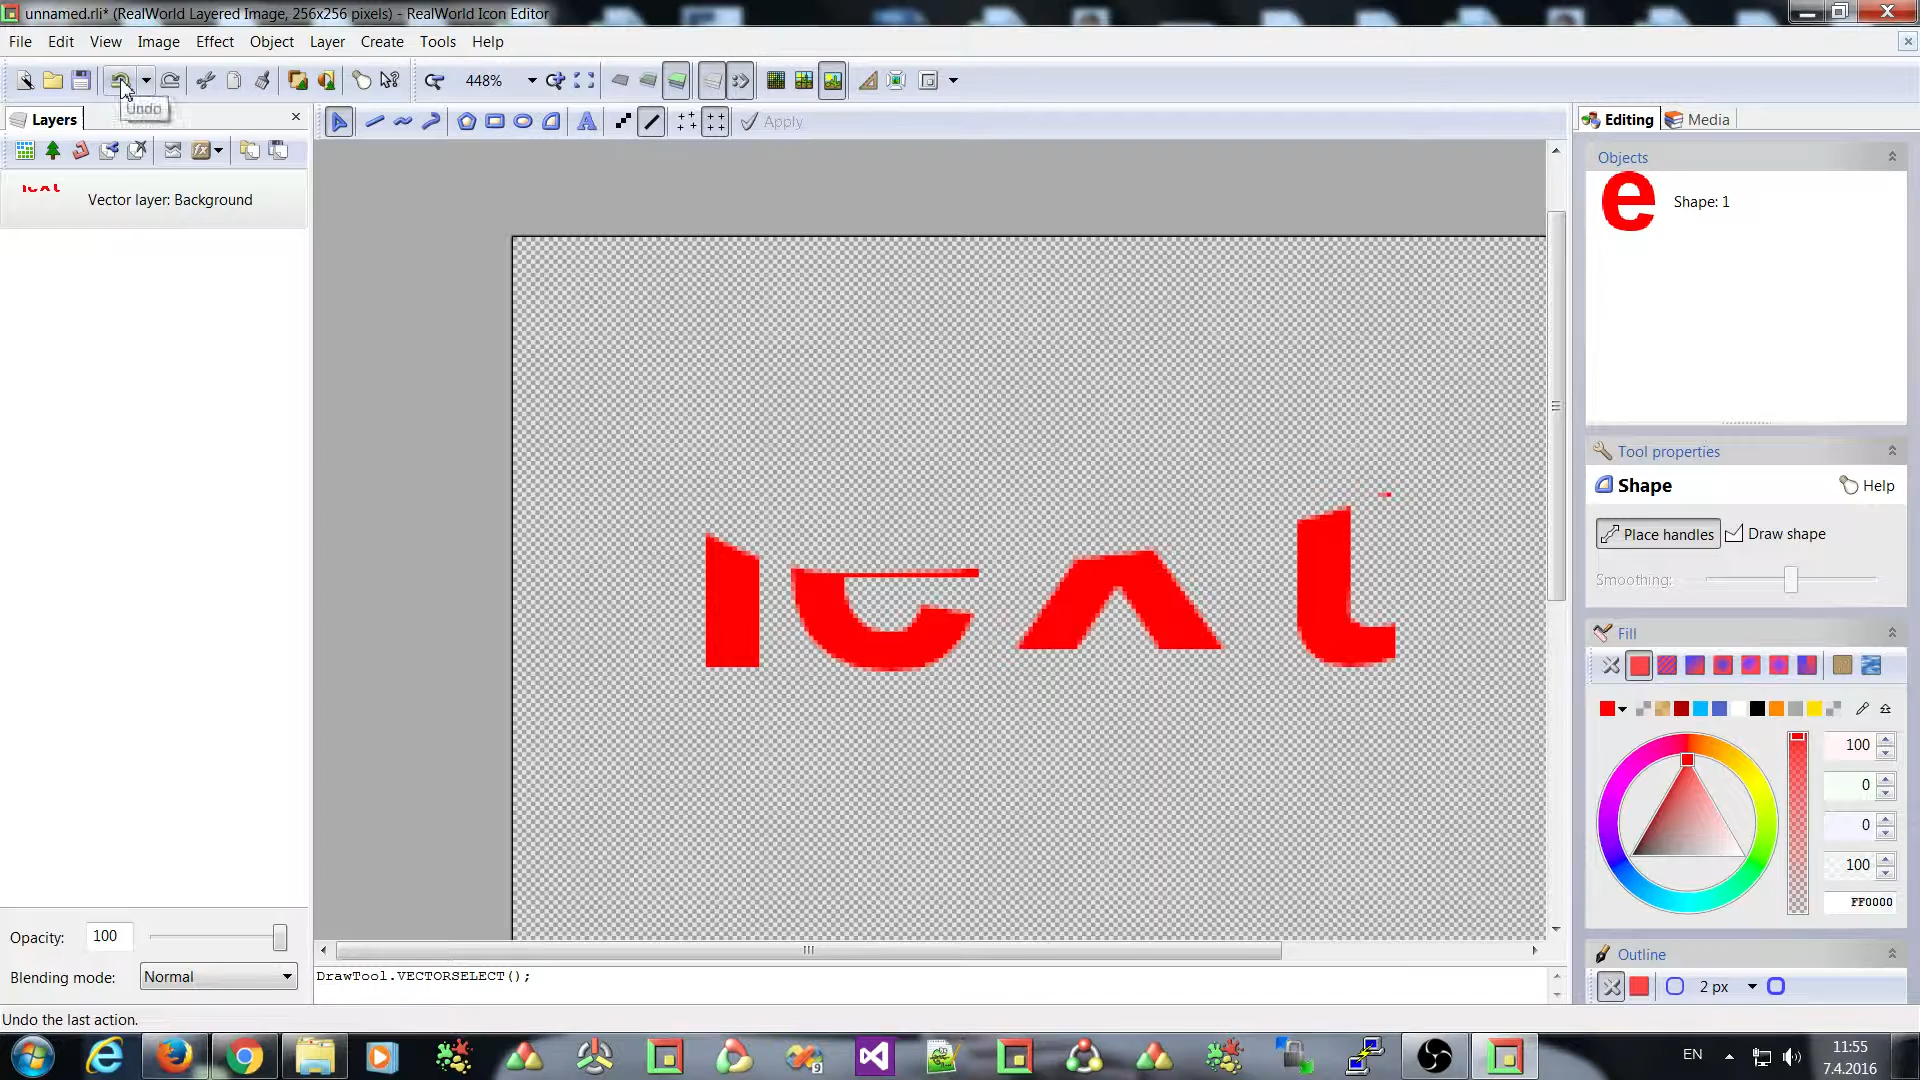 unnamed.rli* (RealWorld Layered Image, 256x256 pixels) - RealWorld Icon Editor
File Edit View Image Effect Object Layer Create Tools Help
448%
Undo
Layers
Apply
Editing Media
Vector layer: Background
Objects
e
Shape: 1
Tool properties
Shape
Help
Place handles
Draw shape
Smoothing:
Fill
100
0
0
100
FF0000
Opacity: 100
Blending mode: Normal
DrawTool.VECTORSELECT();
Outline
2 px
Undo the last action.
EN
11:55
7.4.2016